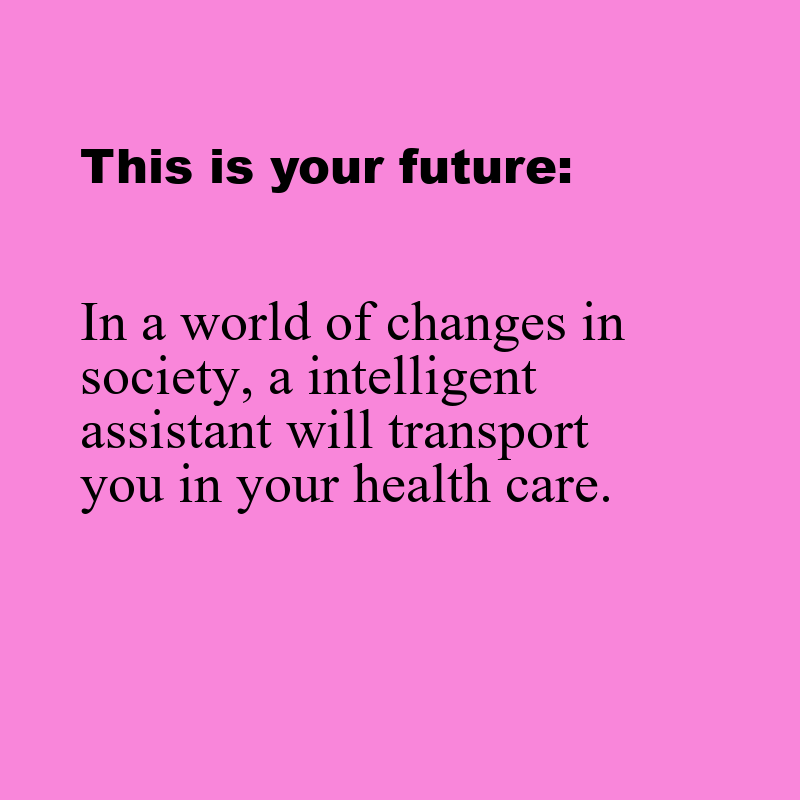 This is your future:
In a world of changes in
society, a intelligent
assistant will transport
you in your health care.